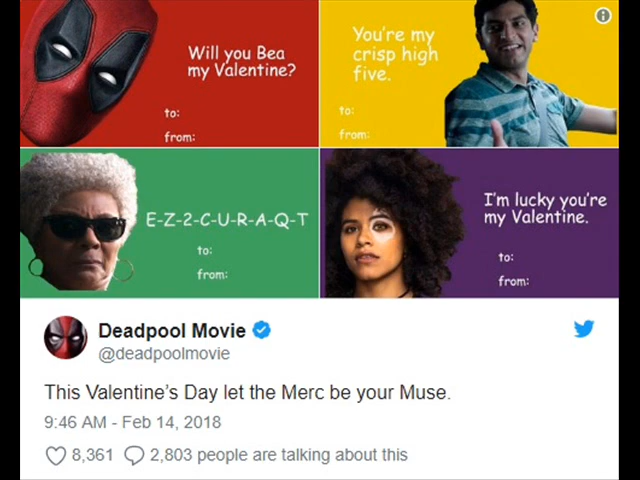 Will you Bea
my Valentine?
to:
from:
You're my
crisp high
five.
to:
from:
E-Z-2-C-U-R-A-Q-T
to:
from:
I'm lucky you're
my Valentine.
to:
from:
Deadpool Movie
@deadpoolmovie
This Valentine's Day let the Merc be your Muse.
9:46 AM - Feb 14, 2018
8,361 2,803 people are talking about this